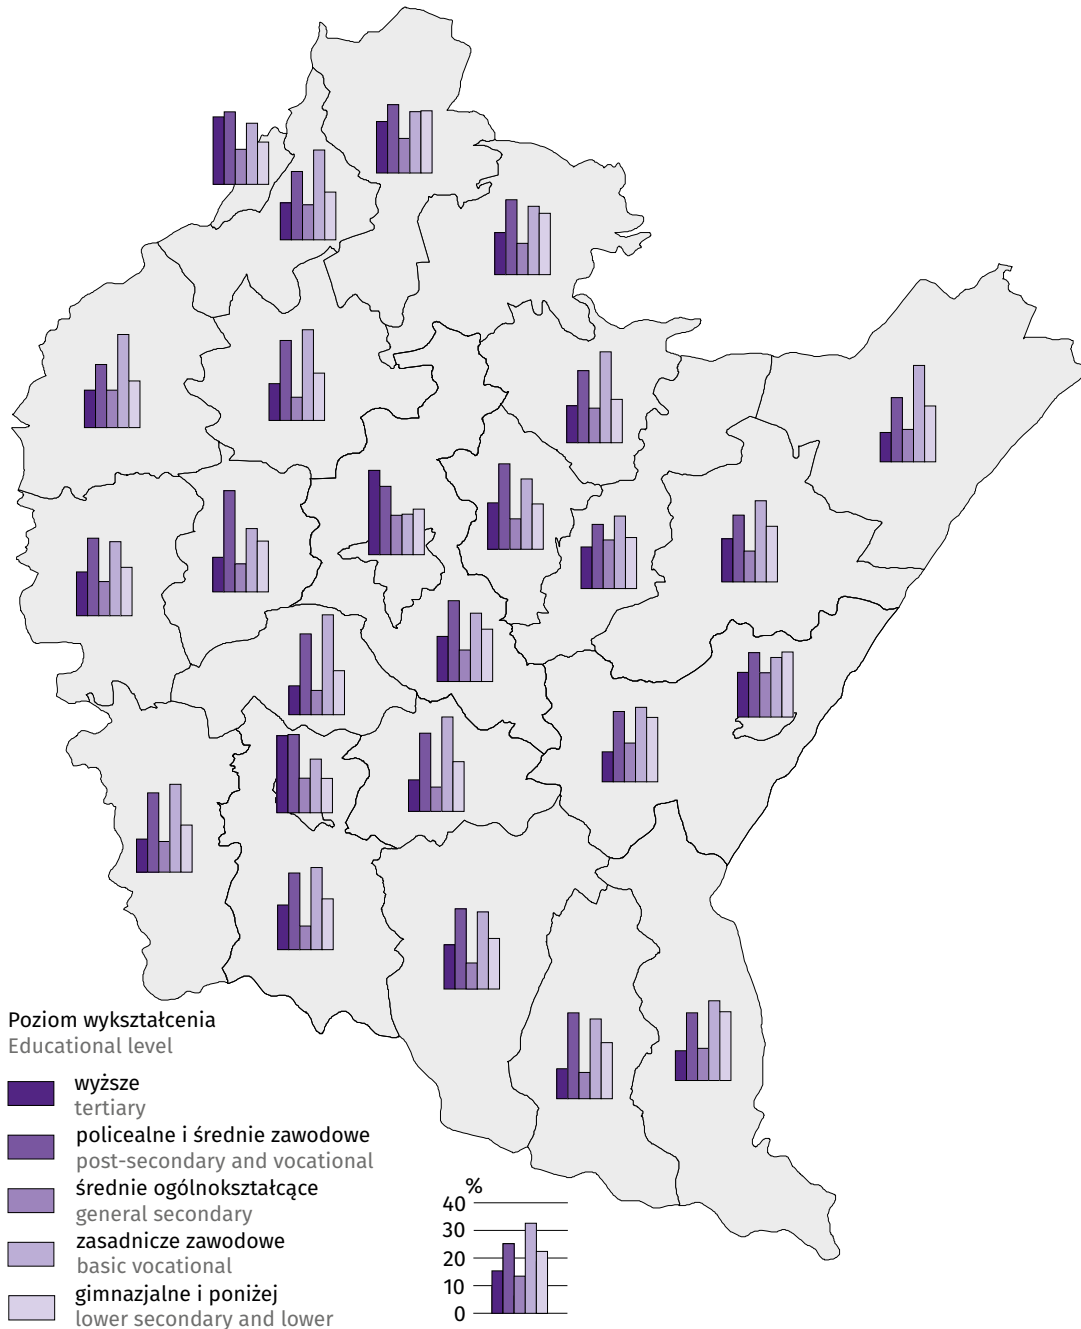 Poziom wykształcenia
Educational level
wyższe
tertiary
policealne i średnie zawodowe
post-secondary and vocational
średnie ogólnokształcące
general secondary
zasadnicze zawodowe
basic vocational
gimnazjalne i poniżej
lower secondary and lower
%
40
30
20
10
0